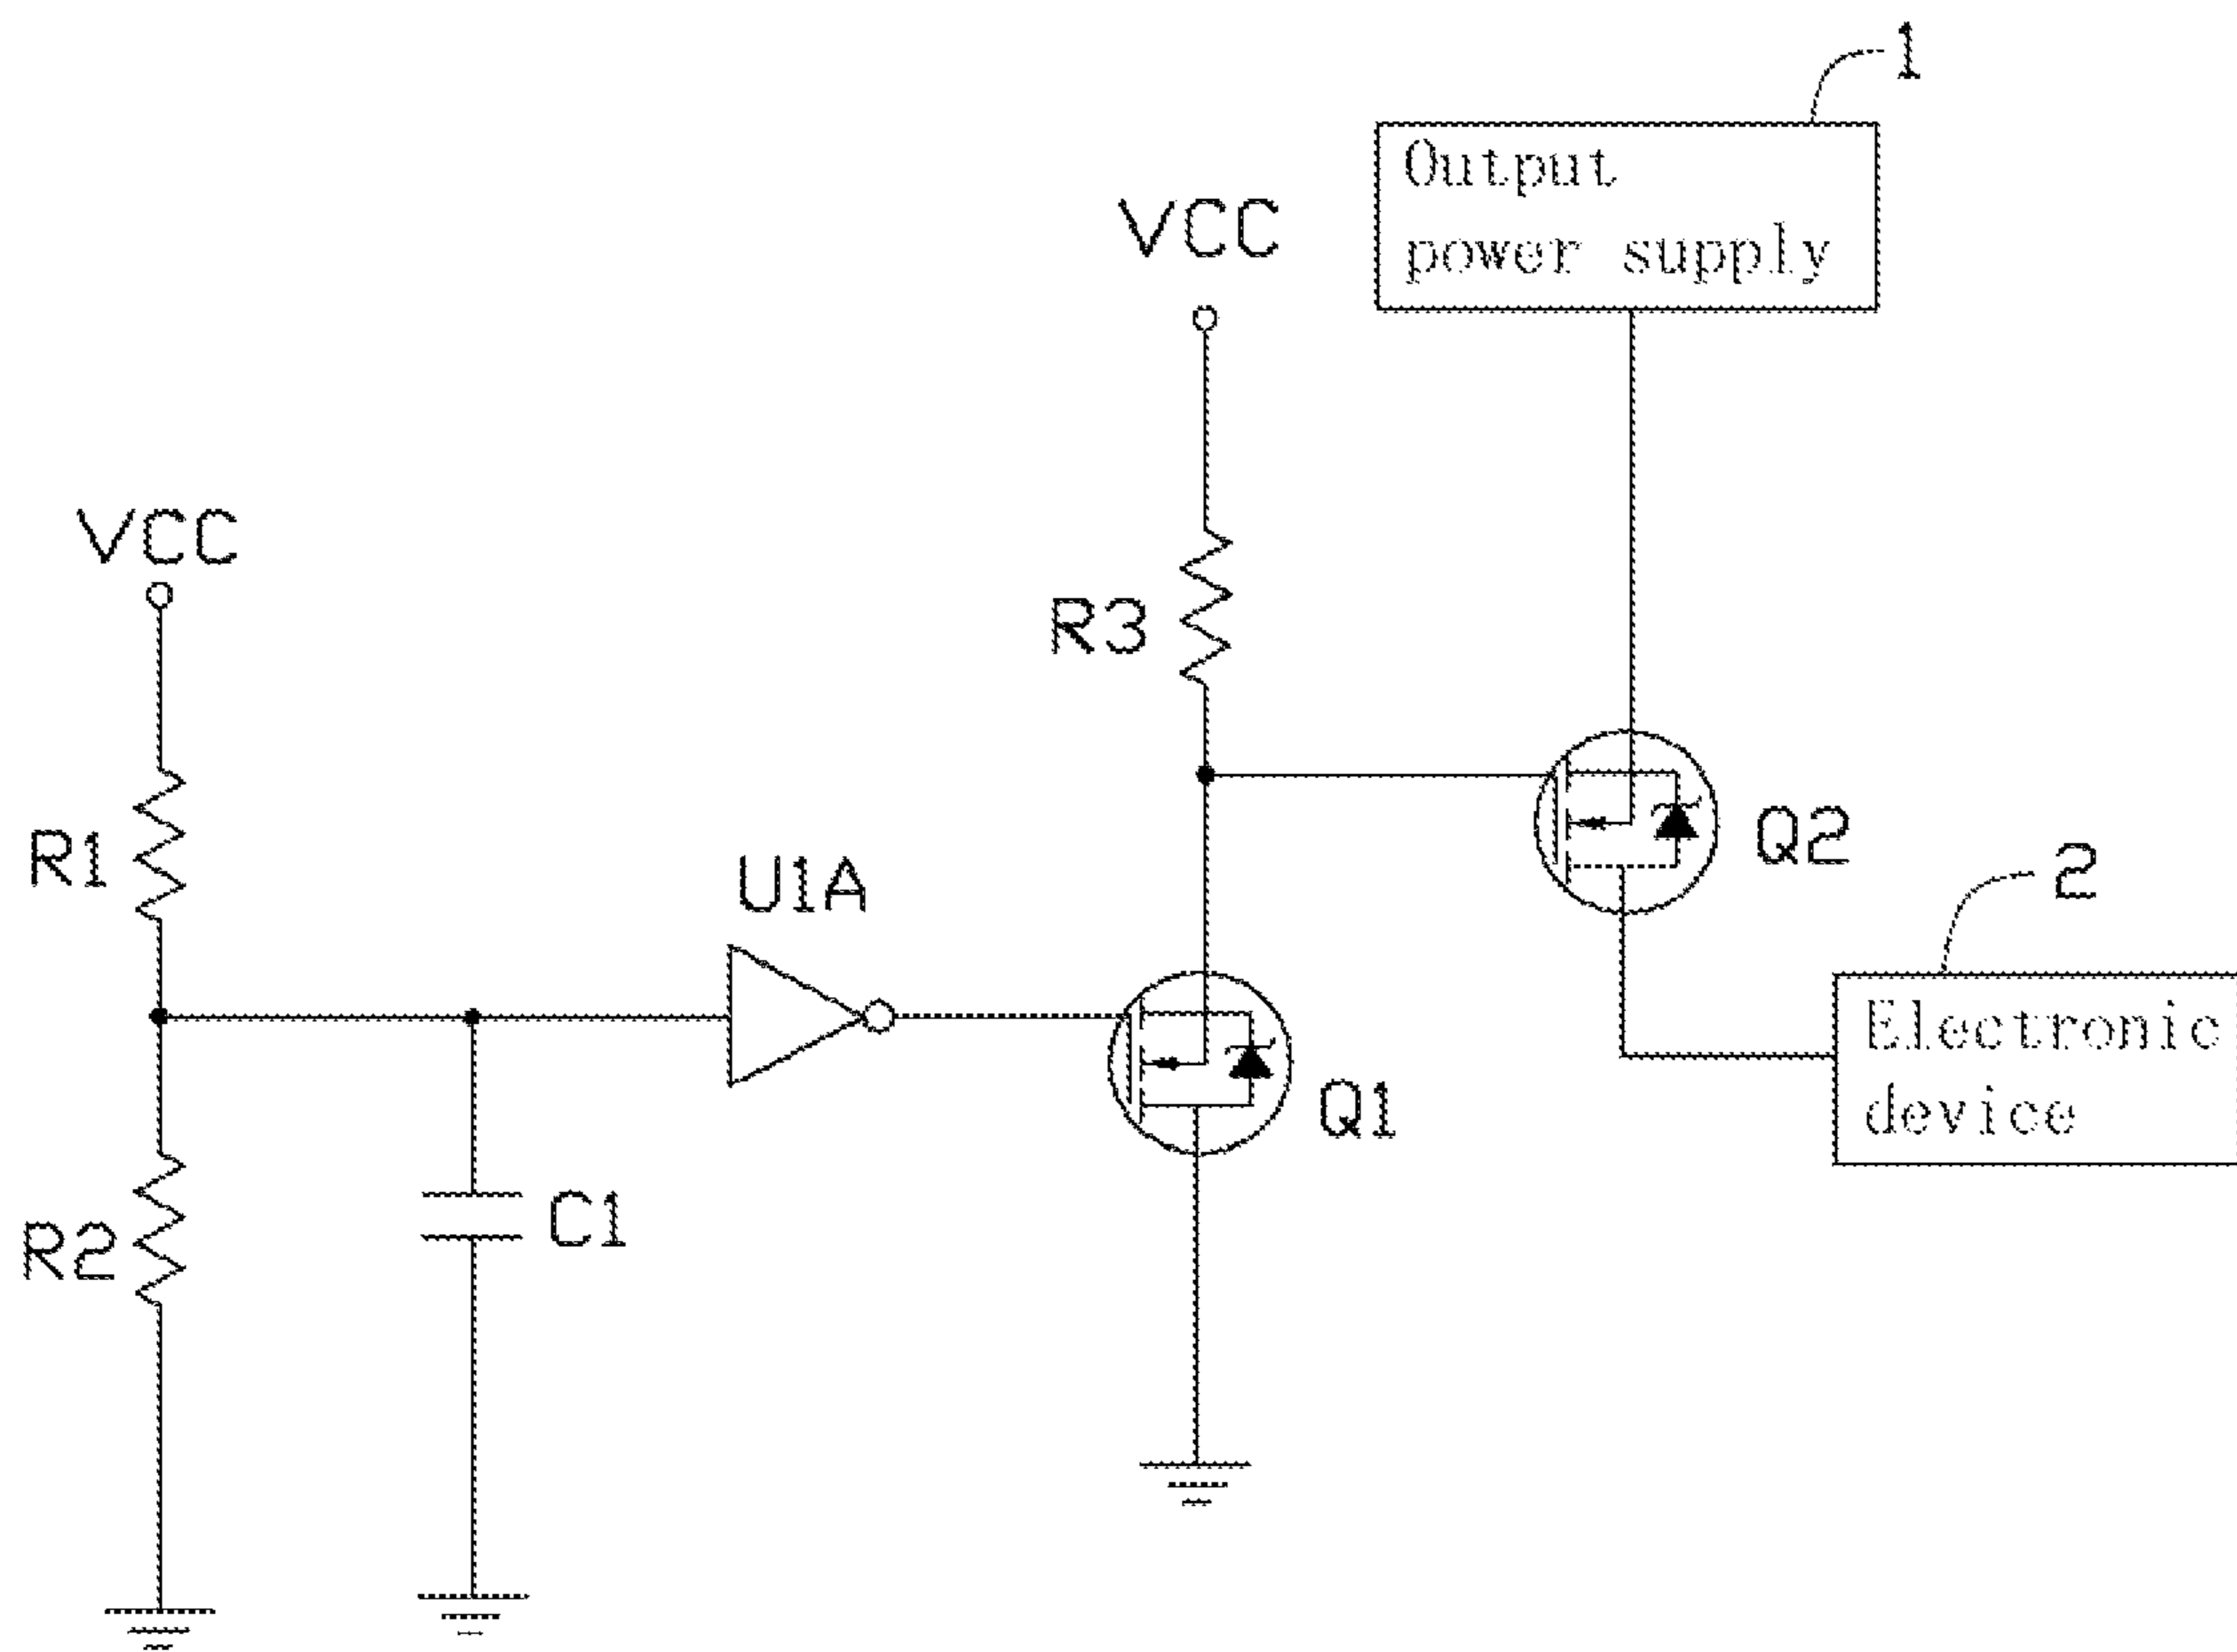 1
Output
power supply
VCC
VCC
R3
R1
U1A
Q2
2
Electronic
device
Q1
R2
C1